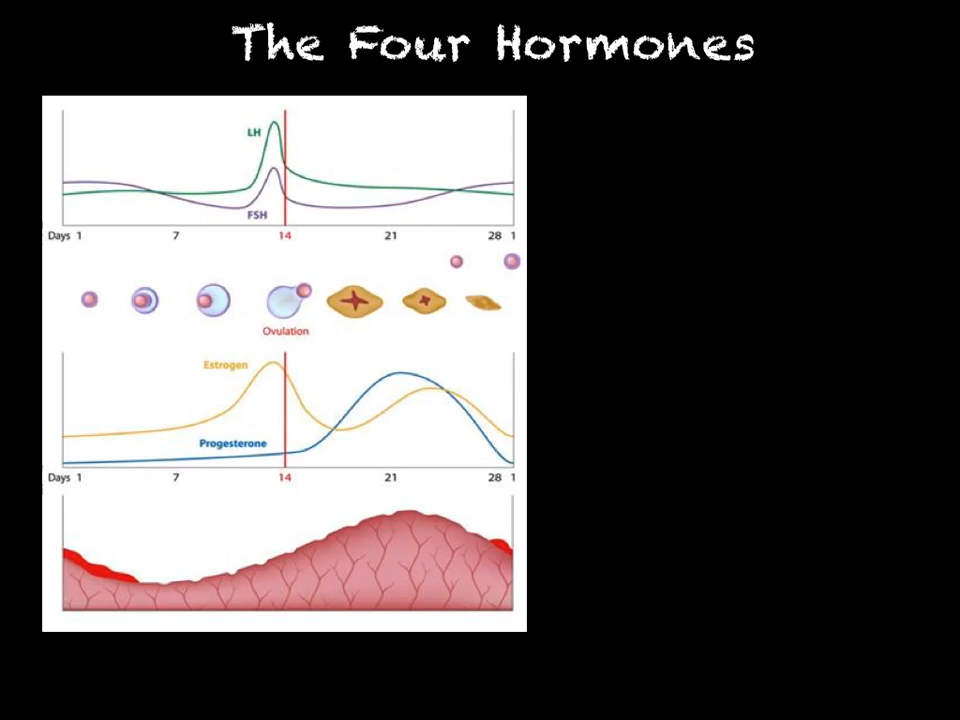 The Four Hormones
LH
FSH
Days 1 7 14 21 28 1
Ovulation
Estrogen
Progesterone
Days 1 7 14 21 28 1